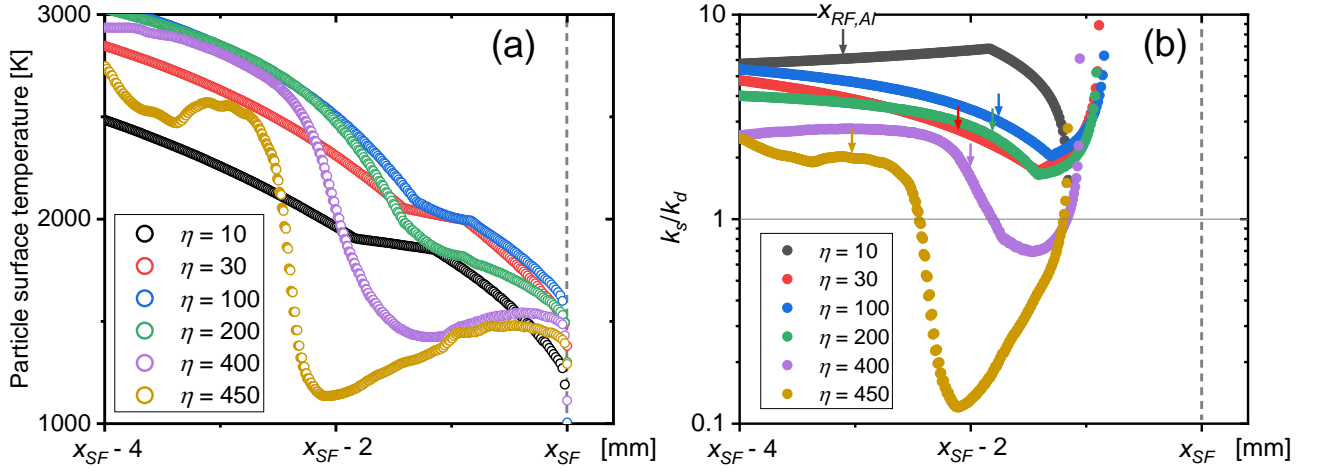 (a)
Particle surface temperature [K]
3000
2000
1000
η = 10
η = 30
η = 100
η = 200
η = 400
η = 450
x_SF - 4
x_SF - 2
x_SF
[mm]
(b)
x_RF,Al
k_s/k_d
10
1
0.1
η = 10
η = 30
η = 100
η = 200
η = 400
η = 450
x_SF - 4
x_SF - 2
x_SF
[mm]